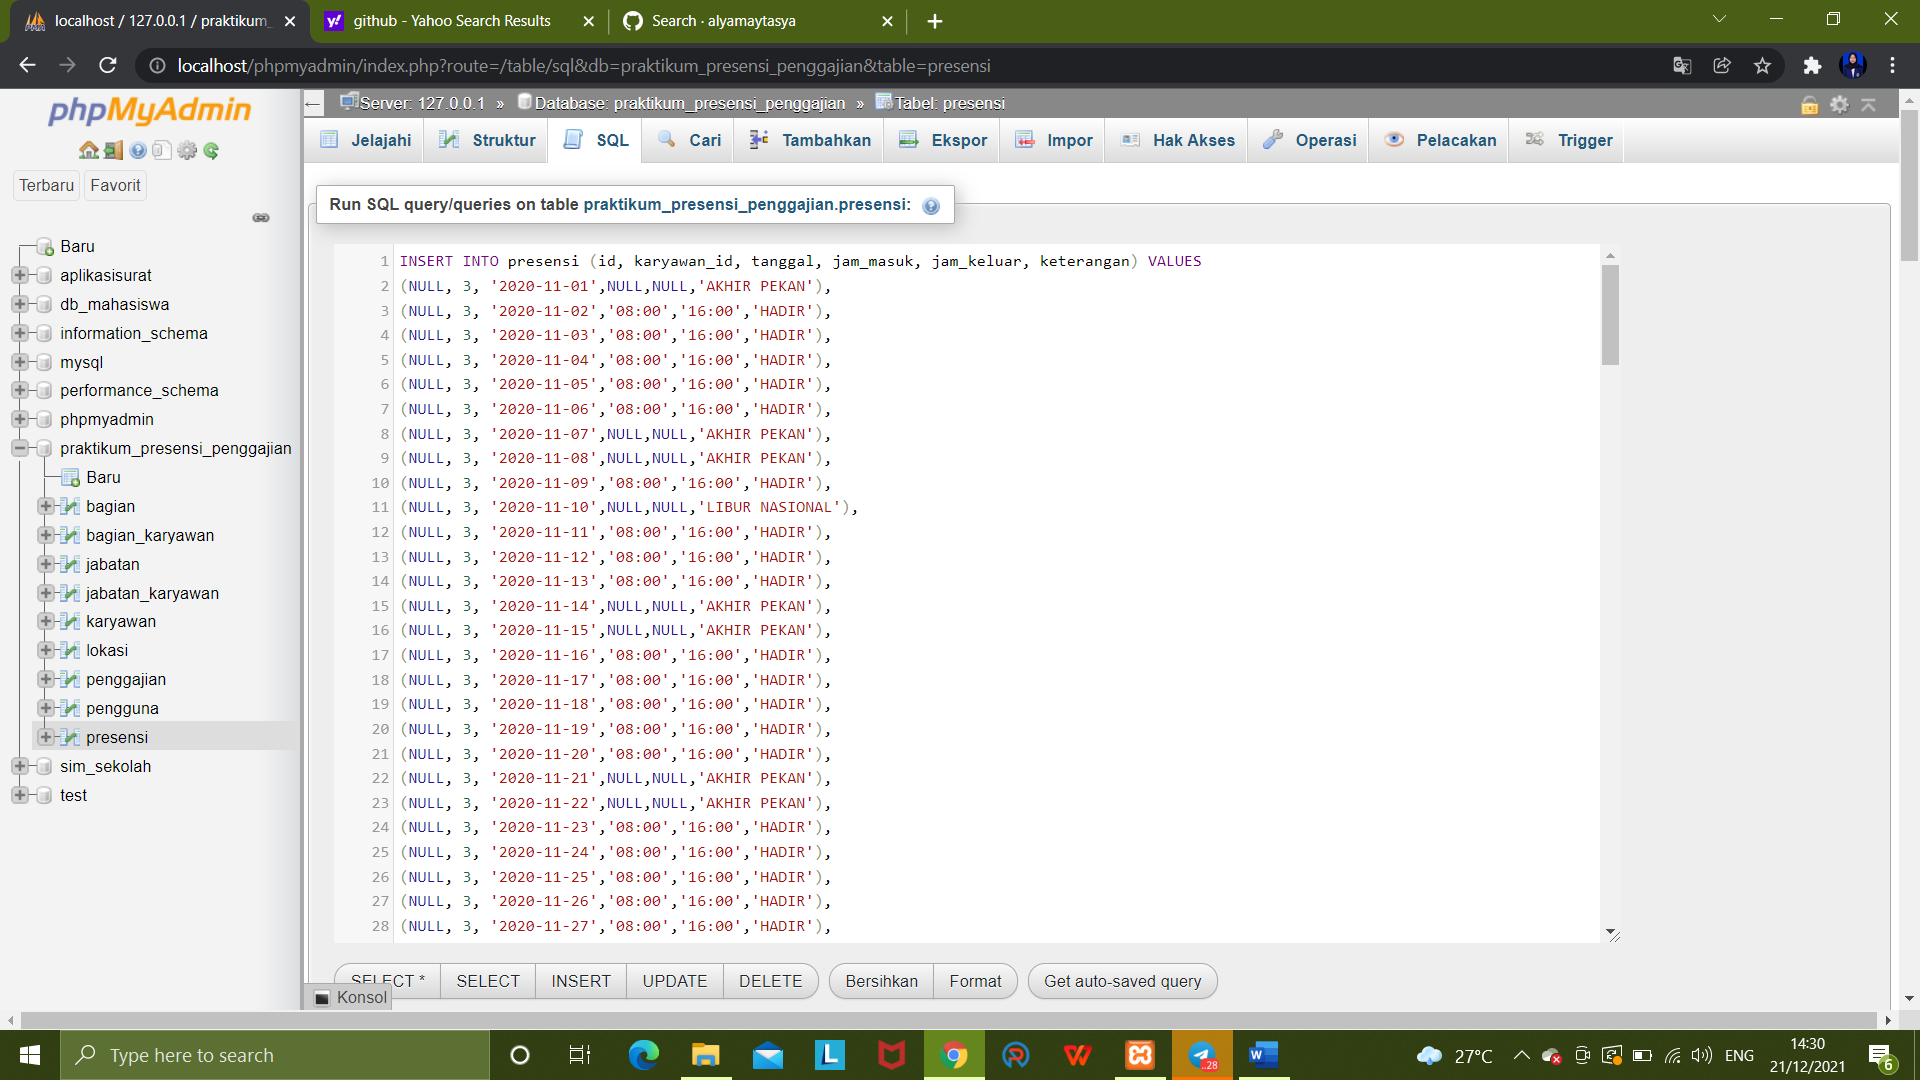 localhost / 127.0.0.1 / praktikum_
github - Yahoo Search Results
Search · alyamaytasya
localhost/phpmyadmin/index.php?route=/table/sql&db=praktikum_presensi_penggajian&table=presensi
phpMyAdmin
Terbaru
Favorit
Baru
aplikasisurat
db_mahasiswa
information_schema
mysql
performance_schema
phpmyadmin
praktikum_presensi_penggajian
Baru
bagian
bagian_karyawan
jabatan
jabatan_karyawan
karyawan
lokasi
penggajian
pengguna
presensi
sim_sekolah
test
Server: 127.0.0.1 » Database: praktikum_presensi_penggajian » Tabel: presensi
Jelajahi Struktur SQL Cari Tambahkan Ekspor Impor Hak Akses Operasi Pelacakan Trigger
Run SQL query/queries on table praktikum_presensi_penggajian.presensi:
1 INSERT INTO presensi (id, karyawan_id, tanggal, jam_masuk, jam_keluar, keterangan) VALUES
2 (NULL, 3, '2020-11-01',NULL,NULL,'AKHIR PEKAN'),
3 (NULL, 3, '2020-11-02','08:00','16:00','HADIR'),
4 (NULL, 3, '2020-11-03','08:00','16:00','HADIR'),
5 (NULL, 3, '2020-11-04','08:00','16:00','HADIR'),
6 (NULL, 3, '2020-11-05','08:00','16:00','HADIR'),
7 (NULL, 3, '2020-11-06','08:00','16:00','HADIR'),
8 (NULL, 3, '2020-11-07',NULL,NULL,'AKHIR PEKAN'),
9 (NULL, 3, '2020-11-08',NULL,NULL,'AKHIR PEKAN'),
10 (NULL, 3, '2020-11-09','08:00','16:00','HADIR'),
11 (NULL, 3, '2020-11-10',NULL,NULL,'LIBUR NASIONAL'),
12 (NULL, 3, '2020-11-11','08:00','16:00','HADIR'),
13 (NULL, 3, '2020-11-12','08:00','16:00','HADIR'),
14 (NULL, 3, '2020-11-13','08:00','16:00','HADIR'),
15 (NULL, 3, '2020-11-14',NULL,NULL,'AKHIR PEKAN'),
16 (NULL, 3, '2020-11-15',NULL,NULL,'AKHIR PEKAN'),
17 (NULL, 3, '2020-11-16','08:00','16:00','HADIR'),
18 (NULL, 3, '2020-11-17','08:00','16:00','HADIR'),
19 (NULL, 3, '2020-11-18','08:00','16:00','HADIR'),
20 (NULL, 3, '2020-11-19','08:00','16:00','HADIR'),
21 (NULL, 3, '2020-11-20','08:00','16:00','HADIR'),
22 (NULL, 3, '2020-11-21',NULL,NULL,'AKHIR PEKAN'),
23 (NULL, 3, '2020-11-22',NULL,NULL,'AKHIR PEKAN'),
24 (NULL, 3, '2020-11-23','08:00','16:00','HADIR'),
25 (NULL, 3, '2020-11-24','08:00','16:00','HADIR'),
26 (NULL, 3, '2020-11-25','08:00','16:00','HADIR'),
27 (NULL, 3, '2020-11-26','08:00','16:00','HADIR'),
28 (NULL, 3, '2020-11-27','08:00','16:00','HADIR'),
SELECT * SELECT INSERT UPDATE DELETE Bersihkan Format Get auto-saved query
Konsol
Type here to search
27°C
ENG
14:30
21/12/2021
6